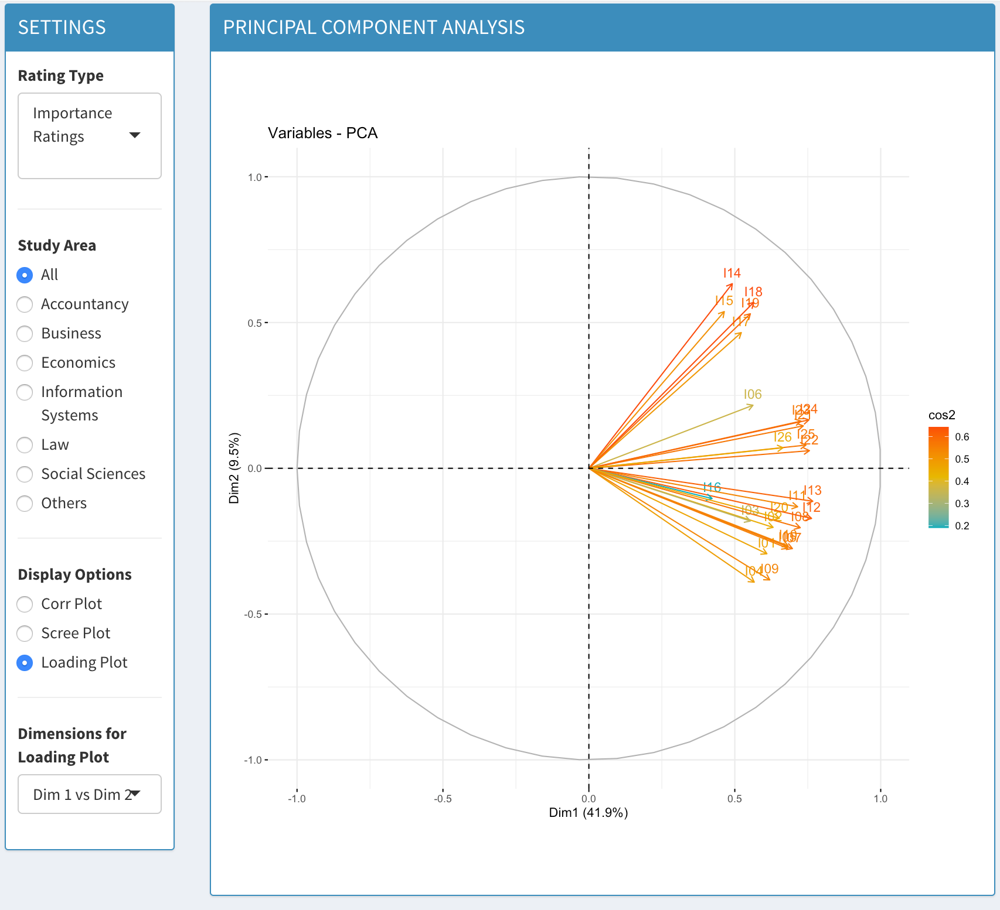 SETTINGS
Rating Type
Importance
Ratings
Study Area
All
Accountancy
Business
Economics
Information
Systems
Law
Social Sciences
Others
Display Options
Corr Plot
Scree Plot
Loading Plot
Dimensions for
Loading Plot
Dim 1 vs Dim 2
PRINCIPAL COMPONENT ANALYSIS
Variables - PCA
1.0
0.5
0.0
-0.5
-1.0
Dim2 (9.5%)
I14
I18
I15
I19
I17
I06
I23
I24
I21
I25
I26
I22
I16
I13
I11
I12
I20
I03
I02
I08
I10
I07
I01
I04
I09
-1.0
-0.5
0.0
0.5
1.0
Dim1 (41.9%)
cos2
0.6
0.5
0.4
0.3
0.2